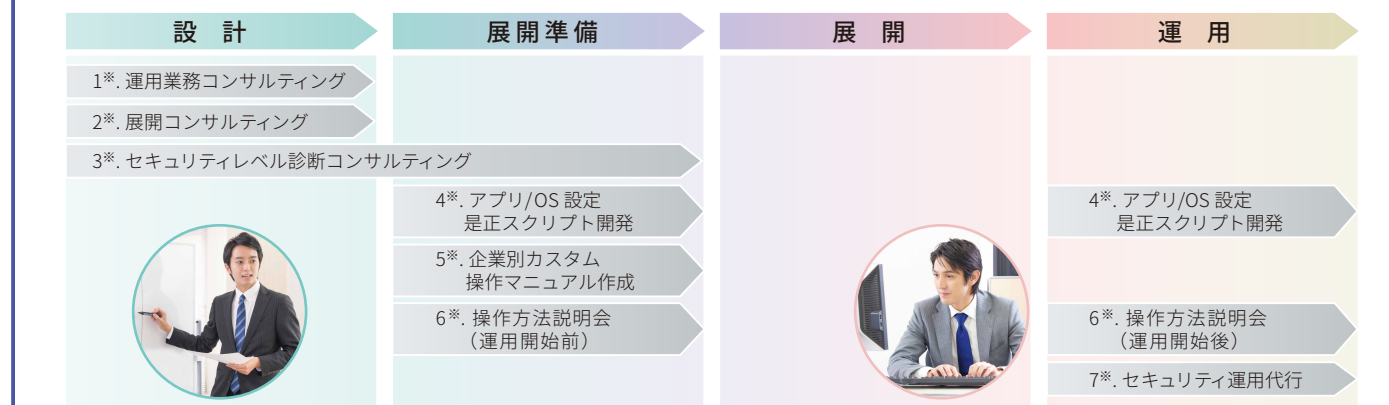 設 計
展開準備
展 開
運 用
1※. 運用業務コンサルティング
2※. 展開コンサルティング
3※. セキュリティレベル診断コンサルティング
4※. アプリ/OS 設定
是正スクリプト開発
5※. 企業別カスタム
操作マニュアル作成
6※. 操作方法説明会
（運用開始前）
4※. アプリ/OS 設定
是正スクリプト開発
6※. 操作方法説明会
（運用開始後）
7※. セキュリティ運用代行